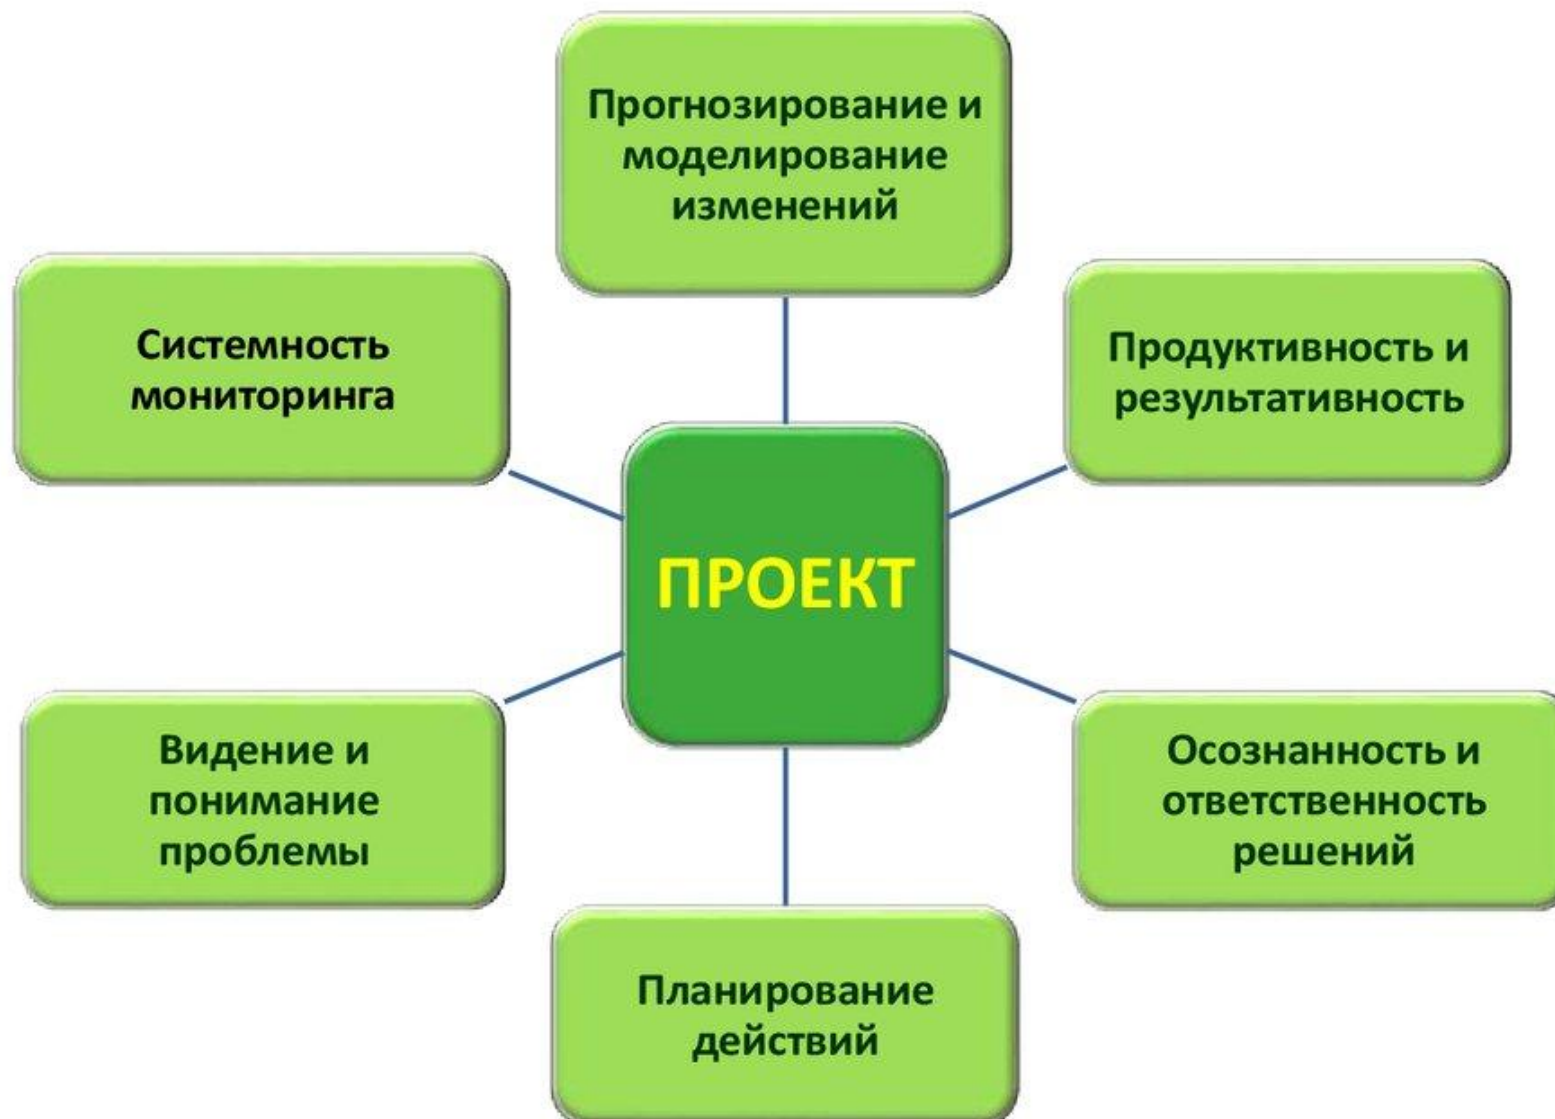 Прогнозирование и
моделирование
изменений
Системность
мониторинга
Продуктивность и
результативность
ПРОЕКТ
Видение и
понимание
проблемы
Осознанность и
ответственность
решений
Планирование
действий